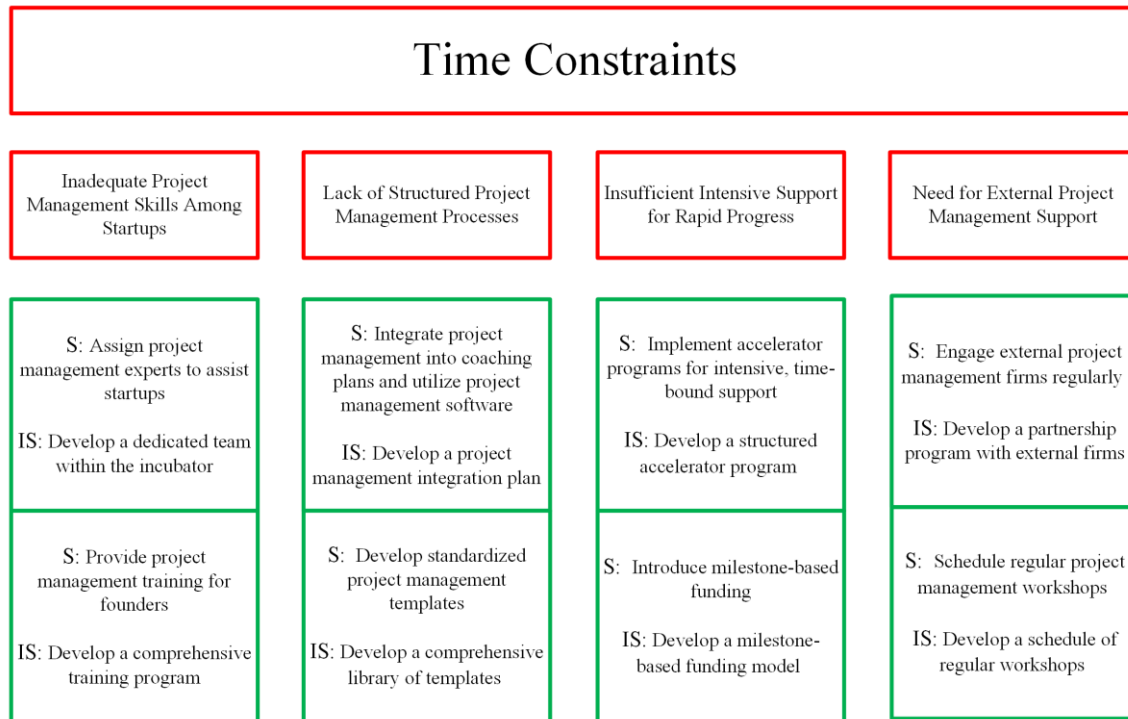 Time Constraints
Inadequate Project
Management Skills Among
Startups
Lack of Structured Project
Management Processes
Insufficient Intensive Support
for Rapid Progress
Need for External Project
Management Support
S: Assign project
management experts to assist
startups
IS: Develop a dedicated team
within the incubator
S: Integrate project
management into coaching
plans and utilize project
management software
IS: Develop a project
management integration plan
S: Implement accelerator
programs for intensive, time-
bound support
IS: Develop a structured
accelerator program
S: Engage external project
management firms regularly
IS: Develop a partnership
program with external firms
S: Provide project
management training for
founders
IS: Develop a comprehensive
training program
S: Develop standardized
project management
templates
IS: Develop a comprehensive
library of templates
S: Introduce milestone-based
funding
IS: Develop a milestone-
based funding model
S: Schedule regular project
management workshops
IS: Develop a schedule of
regular workshops